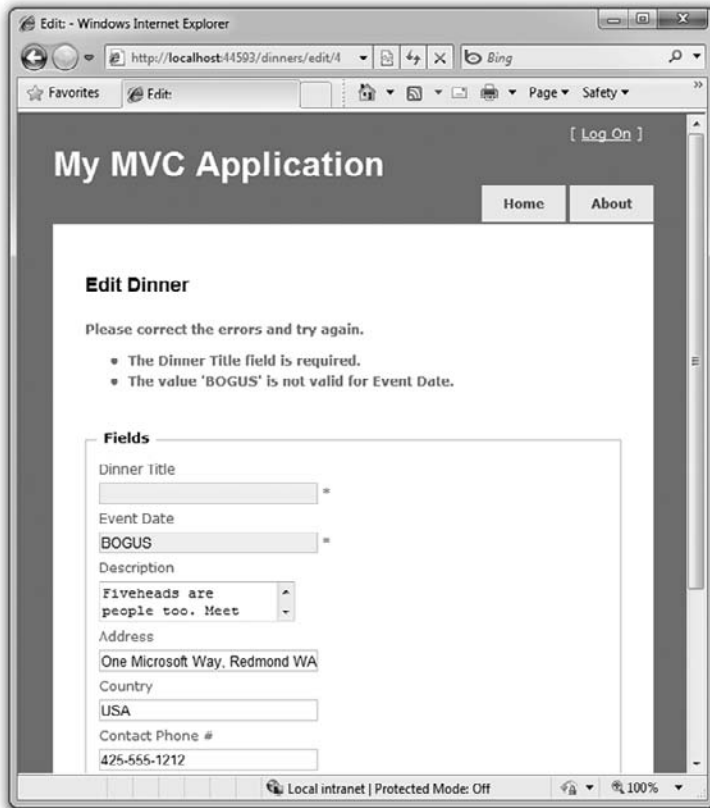 Edit: - Windows Internet Explorer
http://localhost:44593/dinners/edit/4
Bing
Favorites
Edit:
Page
Safety
[ Log On ]
My MVC Application
Home
About
Edit Dinner
Please correct the errors and try again.
• The Dinner Title field is required.
• The value 'BOGUS' is not valid for Event Date.
Fields
Dinner Title
*
Event Date
BOGUS
*
Description
Fiveheads are
people too. Meet
Address
One Microsoft Way, Redmond WA
Country
USA
Contact Phone #
425-555-1212
Local intranet | Protected Mode: Off
100%